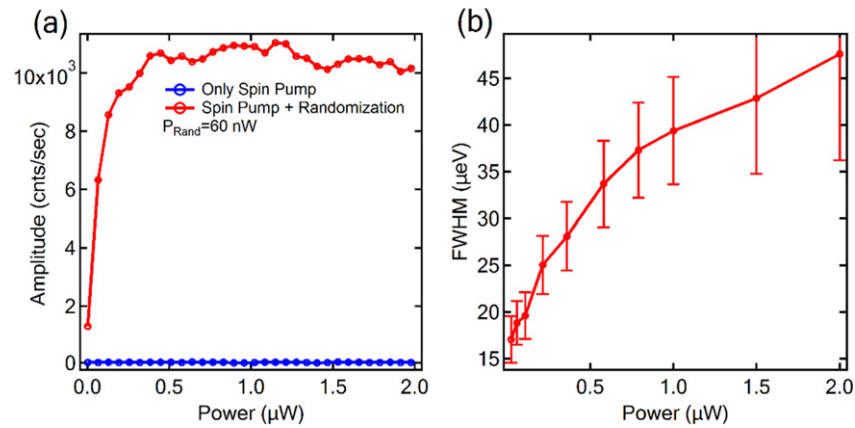 (a)
Amplitude (cnts/sec)
10x10³
8
6
4
2
0
Only Spin Pump
Spin Pump + Randomization
P_Rand=60 nW
0.0 0.5 1.0 1.5 2.0
Power (µW)
(b)
FWHM (µeV)
45
40
35
30
25
20
15
0.5 1.0 1.5 2.0
Power (µW)